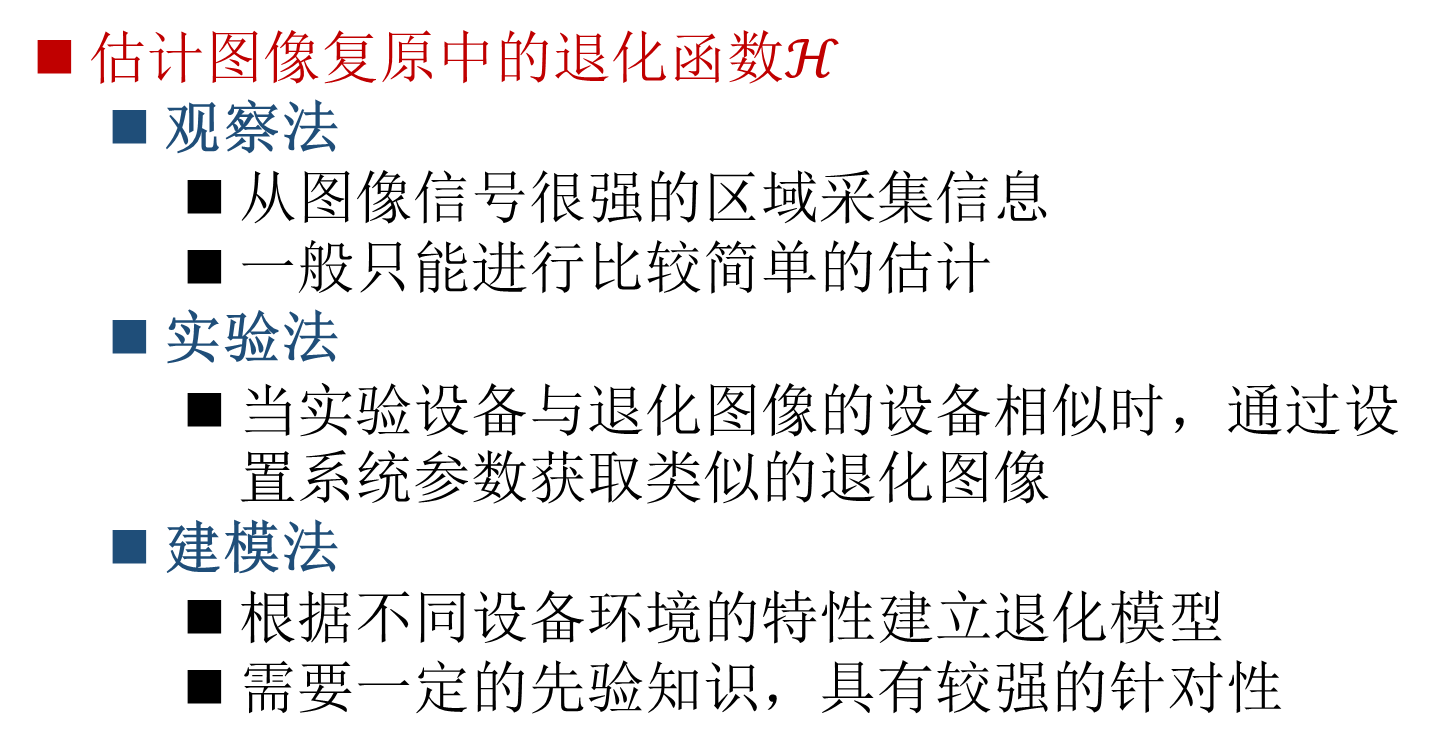 估计图像复原中的退化函数ℋ
观察法
从图像信号很强的区域采集信息
一般只能进行比较简单的估计
实验法
当实验设备与退化图像的设备相似时，通过设
置系统参数获取类似的退化图像
建模法
根据不同设备环境的特性建立退化模型
需要一定的先验知识，具有较强的针对性